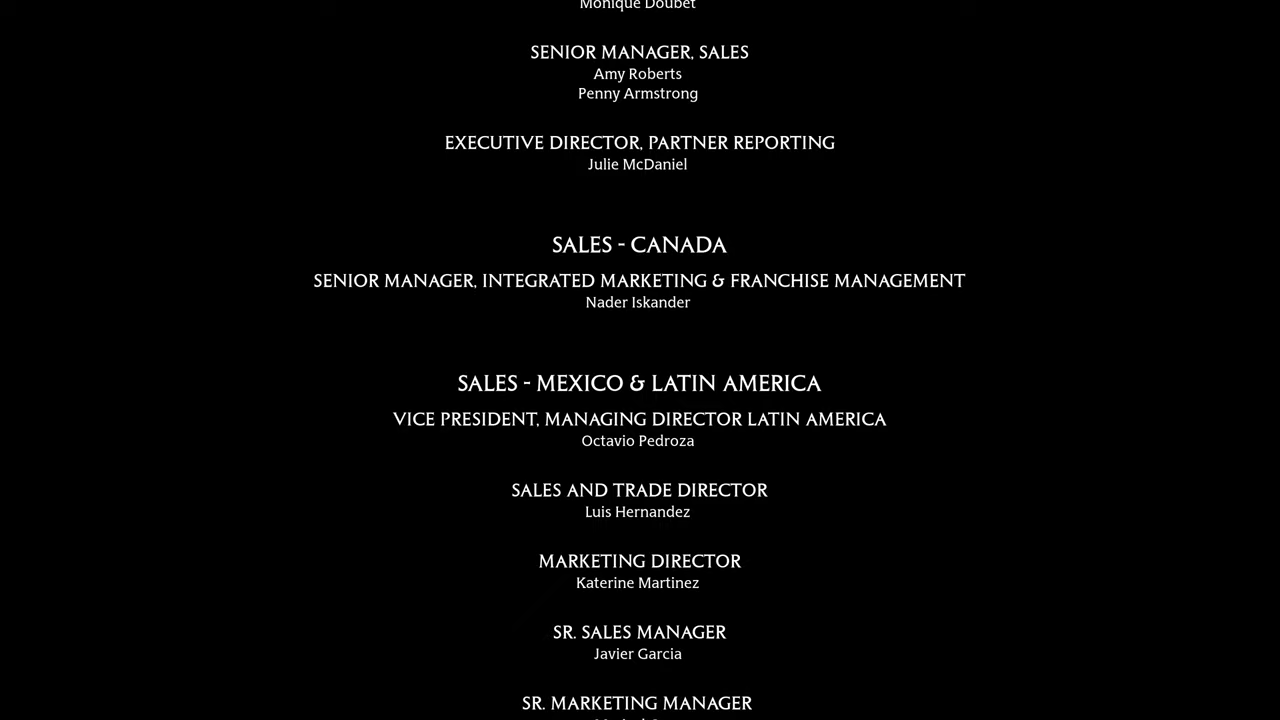 Monique Doubet
SENIOR MANAGER, SALES
Amy Roberts
Penny Armstrong
EXECUTIVE DIRECTOR, PARTNER REPORTING
Julie McDaniel
SALES - CANADA
SENIOR MANAGER, INTEGRATED MARKETING & FRANCHISE MANAGEMENT
Nader Iskander
SALES - MEXICO & LATIN AMERICA
VICE PRESIDENT, MANAGING DIRECTOR LATIN AMERICA
Octavio Pedroza
SALES AND TRADE DIRECTOR
Luis Hernandez
MARKETING DIRECTOR
Katerine Martinez
SR. SALES MANAGER
Javier Garcia
SR. MARKETING MANAGER